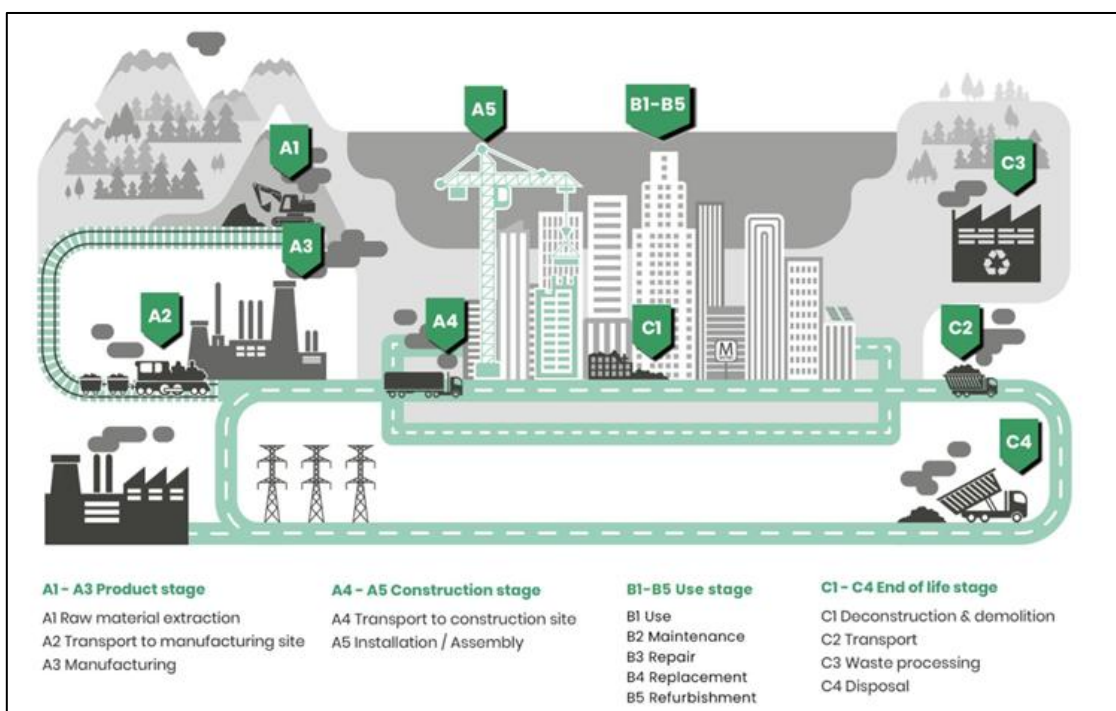 A5
B1-B5
A1
C3
A3
A2
A4
C1
C2
M
C4
A1 - A3 Product stage
A1 Raw material extraction
A2 Transport to manufacturing site
A3 Manufacturing
A4 - A5 Construction stage
A4 Transport to construction site
A5 Installation / Assembly
B1-B5 Use stage
B1 Use
B2 Maintenance
B3 Repair
B4 Replacement
B5 Refurbishment
C1 - C4 End of life stage
C1 Deconstruction & demolition
C2 Transport
C3 Waste processing
C4 Disposal